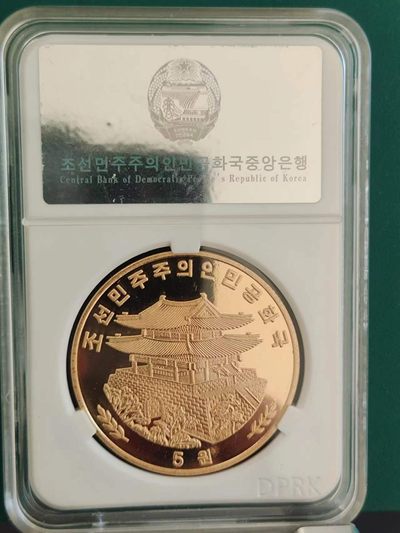 조선민주주의인민공화국중앙은행
Central Bank of Democratic People's Republic of Korea
조선민주주의인민공화국
5 원
DPRK